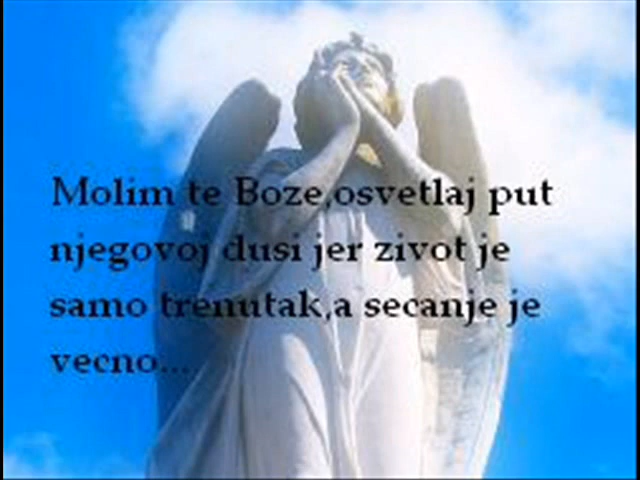 Molim te Boze,osvetlaj put
njegovoj dusi jer zivot je
samo trenutak,a secanje je
vecno...